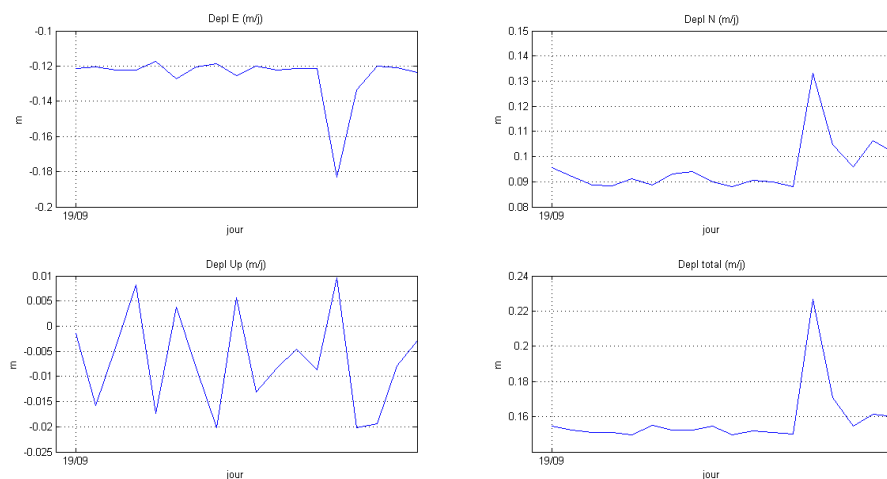 Depl E (m/j)
-0.1
-0.12
-0.14
-0.16
-0.18
-0.2
m
19/09
jour
Depl N (m/j)
0.15
0.14
0.13
0.12
0.11
0.1
0.09
0.08
m
19/09
jour
Depl Up (m/j)
0.01
0.005
0
-0.005
-0.01
-0.015
-0.02
-0.025
m
19/09
jour
Depl total (m/j)
0.24
0.22
0.2
0.18
0.16
m
19/09
jour